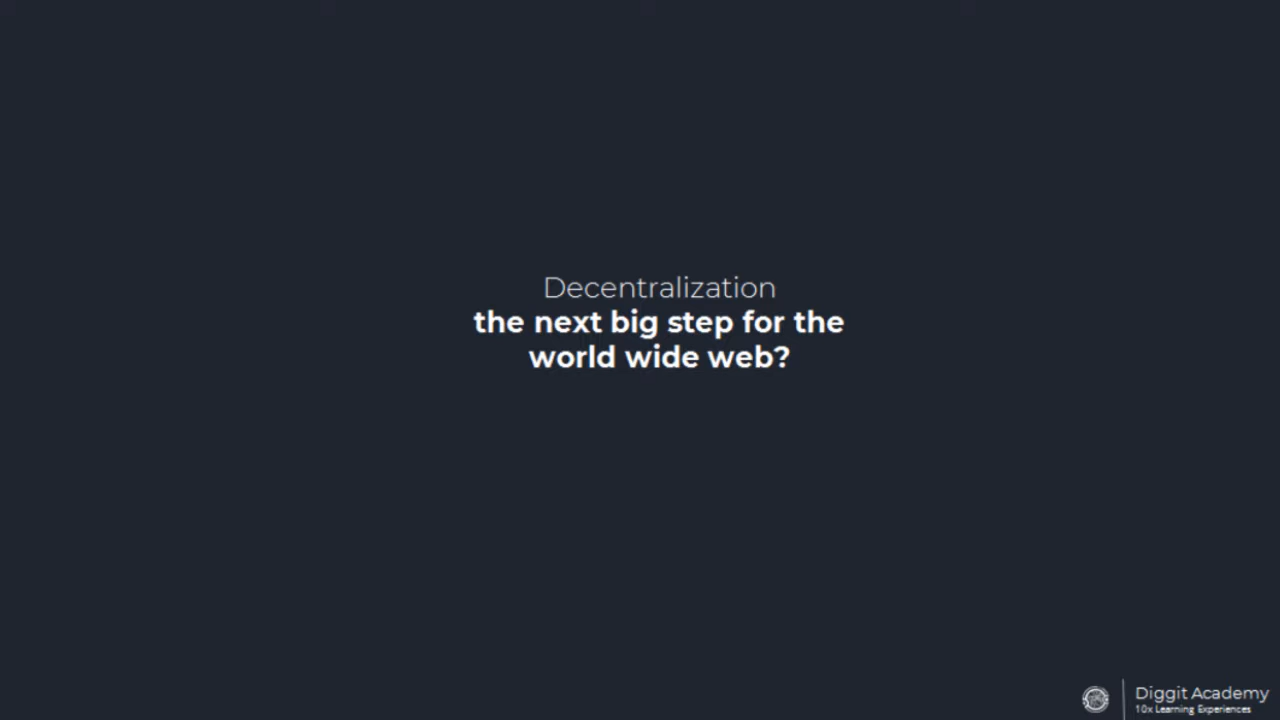 Decentralization
the next big step for the
world wide web?
Diggit Academy
10x Learning Experiences